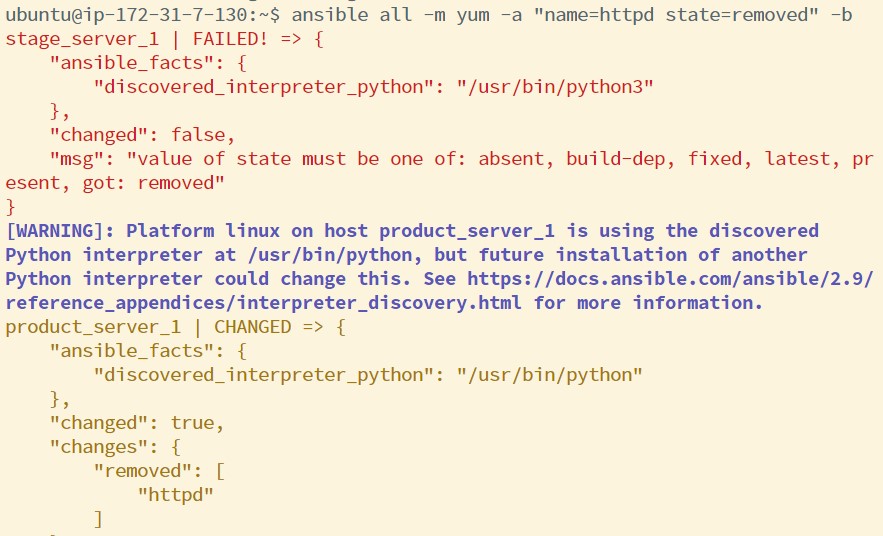 ubuntu@ip-172-31-7-130:~$ ansible all -m yum -a "name=httpd state=removed" -b
stage_server_1 | FAILED! => {
    "ansible_facts": {
        "discovered_interpreter_python": "/usr/bin/python3"
    },
    "changed": false,
    "msg": "value of state must be one of: absent, build-dep, fixed, latest, pr
esent, got: removed"
}
[WARNING]: Platform linux on host product_server_1 is using the discovered
Python interpreter at /usr/bin/python, but future installation of another
Python interpreter could change this. See https://docs.ansible.com/ansible/2.9/
reference_appendices/interpreter_discovery.html for more information.
product_server_1 | CHANGED => {
    "ansible_facts": {
        "discovered_interpreter_python": "/usr/bin/python"
    },
    "changed": true,
    "changes": {
        "removed": [
            "httpd"
        ]